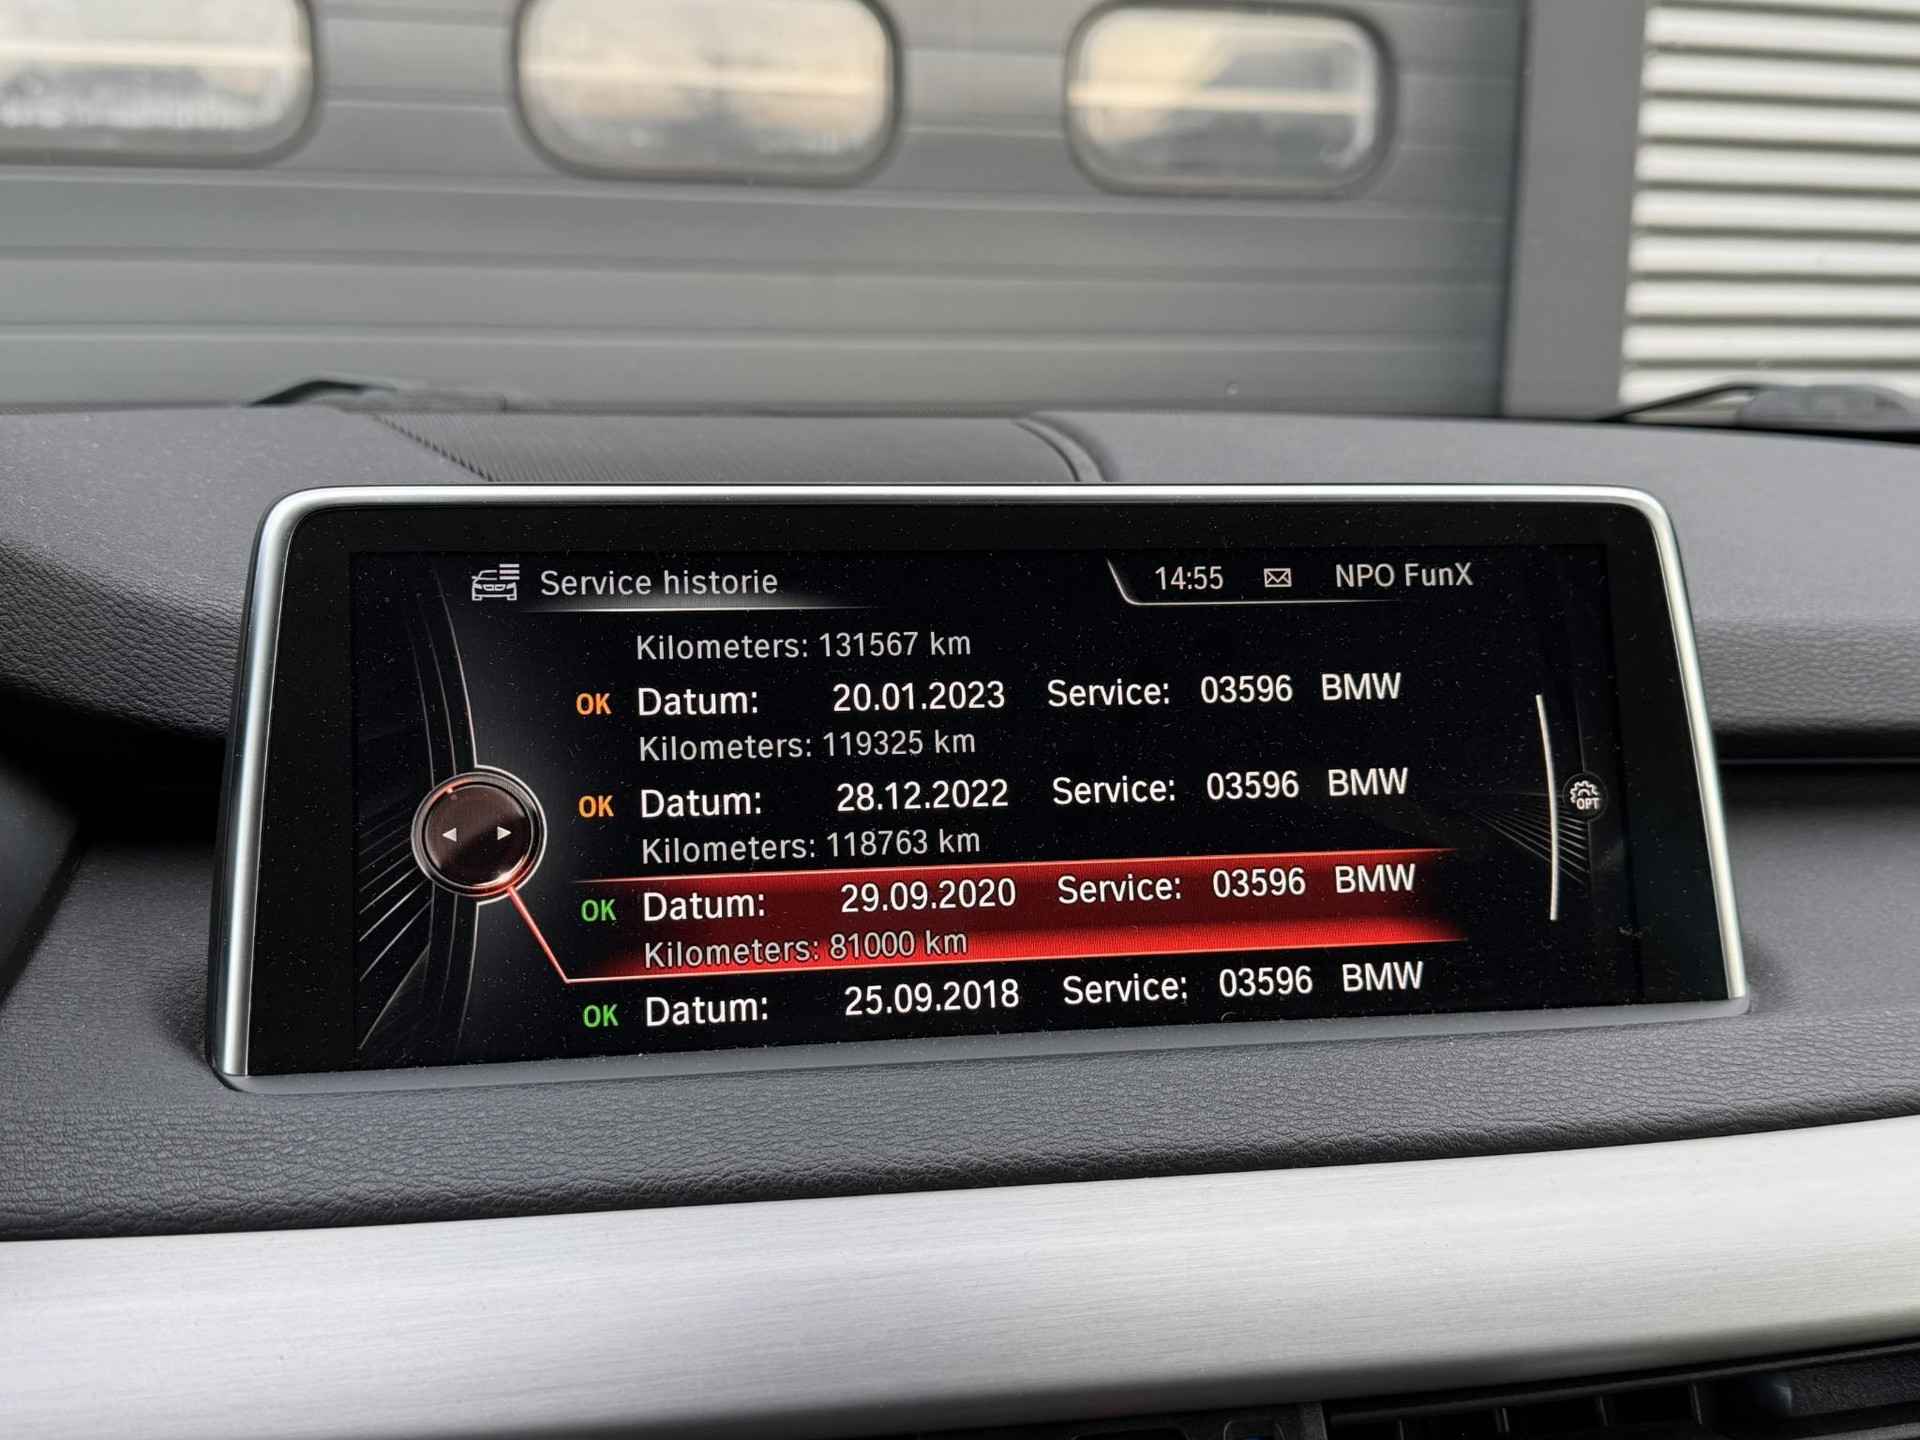 Service historie 14:55 NPO FunX
Kilometers: 131567 km
OK Datum: 20.01.2023 Service: 03596 BMW
Kilometers: 119325 km
OK Datum: 28.12.2022 Service: 03596 BMW
Kilometers: 118763 km
OK Datum: 29.09.2020 Service: 03596 BMW
Kilometers: 81000 km
OK Datum: 25.09.2018 Service: 03596 BMW
OPT